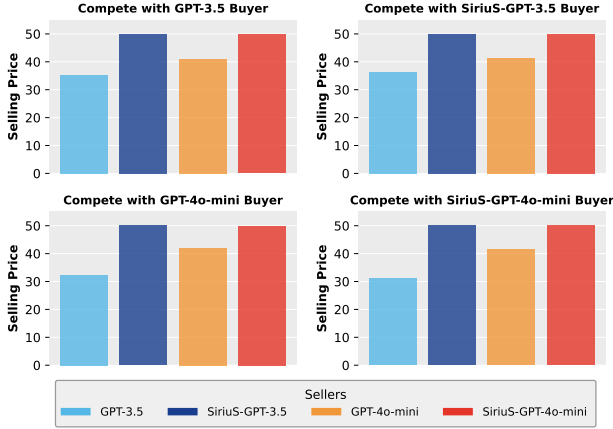 Compete with GPT-3.5 Buyer
Selling Price
50
40
30
20
10
0
Compete with SiriuS-GPT-3.5 Buyer
Selling Price
50
40
30
20
10
0
Compete with GPT-4o-mini Buyer
Selling Price
50
40
30
20
10
0
Compete with SiriuS-GPT-4o-mini Buyer
Selling Price
50
40
30
20
10
0
Sellers
GPT-3.5 SiriuS-GPT-3.5 GPT-4o-mini SiriuS-GPT-4o-mini